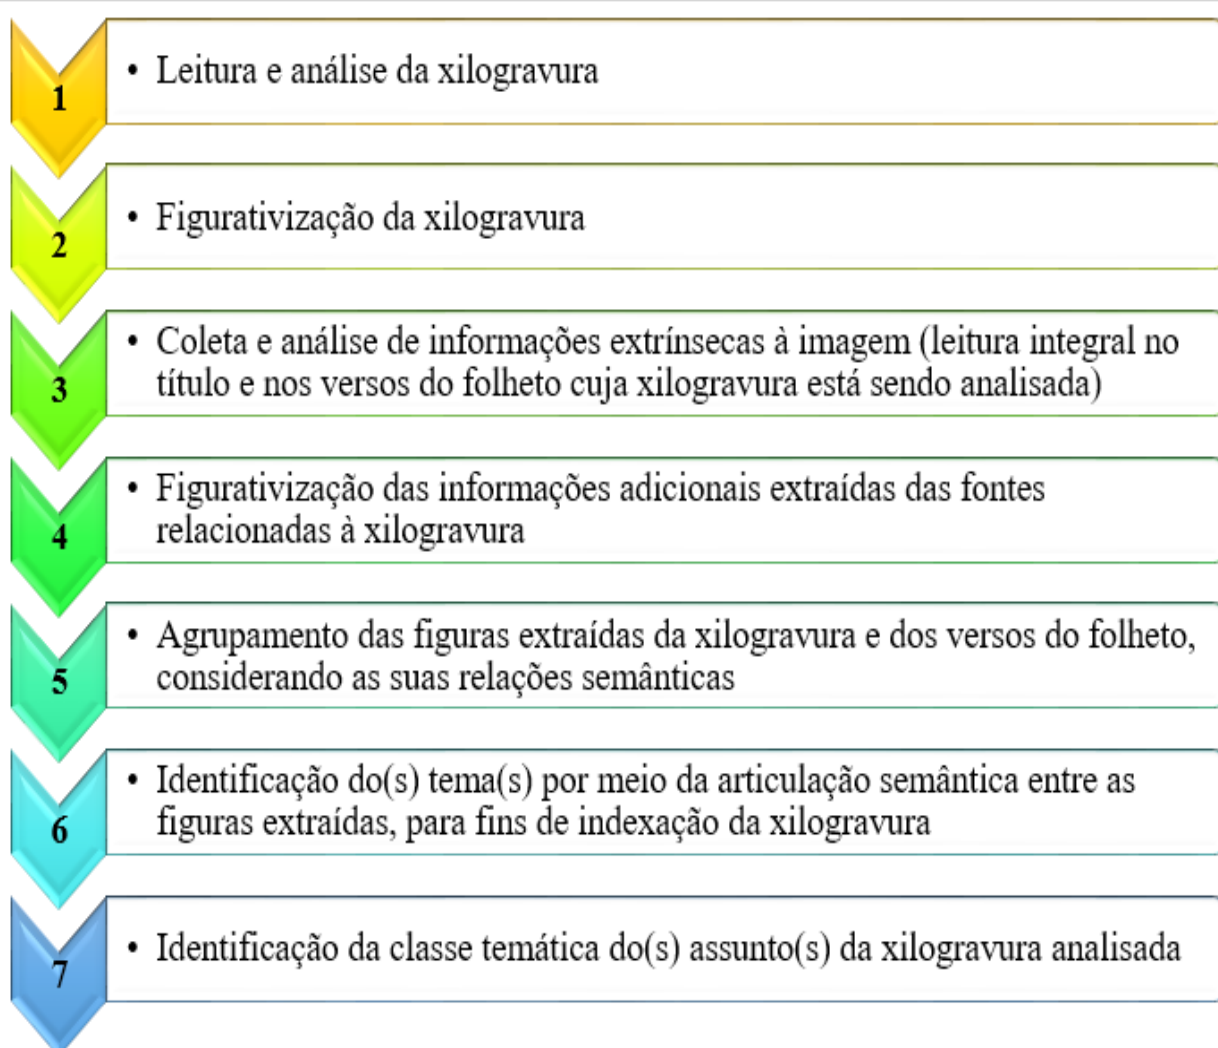 1
• Leitura e análise da xilogravura
2
• Figurativização da xilogravura
3
• Coleta e análise de informações extrínsecas à imagem (leitura integral no
título e nos versos do folheto cuja xilogravura está sendo analisada)
4
• Figurativização das informações adicionais extraídas das fontes
relacionadas à xilogravura
5
• Agrupamento das figuras extraídas da xilogravura e dos versos do folheto,
considerando as suas relações semânticas
6
• Identificação do(s) tema(s) por meio da articulação semântica entre as
figuras extraídas, para fins de indexação da xilogravura
7
• Identificação da classe temática do(s) assunto(s) da xilogravura analisada